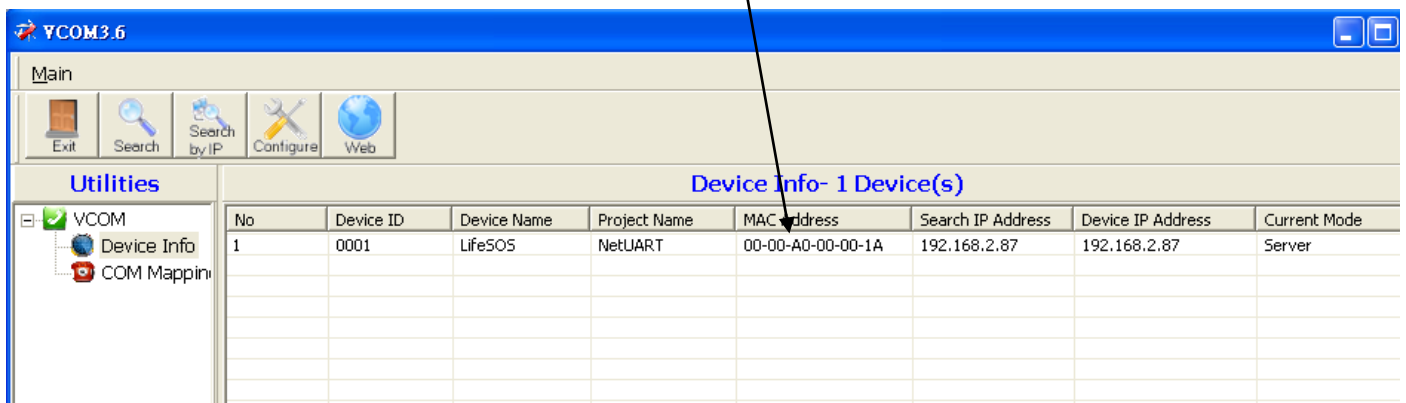 VCOM3.6
Main
Exit Search Search by IP Configure Web
Utilities Device Info- 1 Device(s)
VCOM No Device ID Device Name Project Name MAC Address Search IP Address Device IP Address Current Mode
Device Info 1 0001 LifeSOS NetUART 00-00-A0-00-00-1A 192.168.2.87 192.168.2.87 Server
COM Mappin